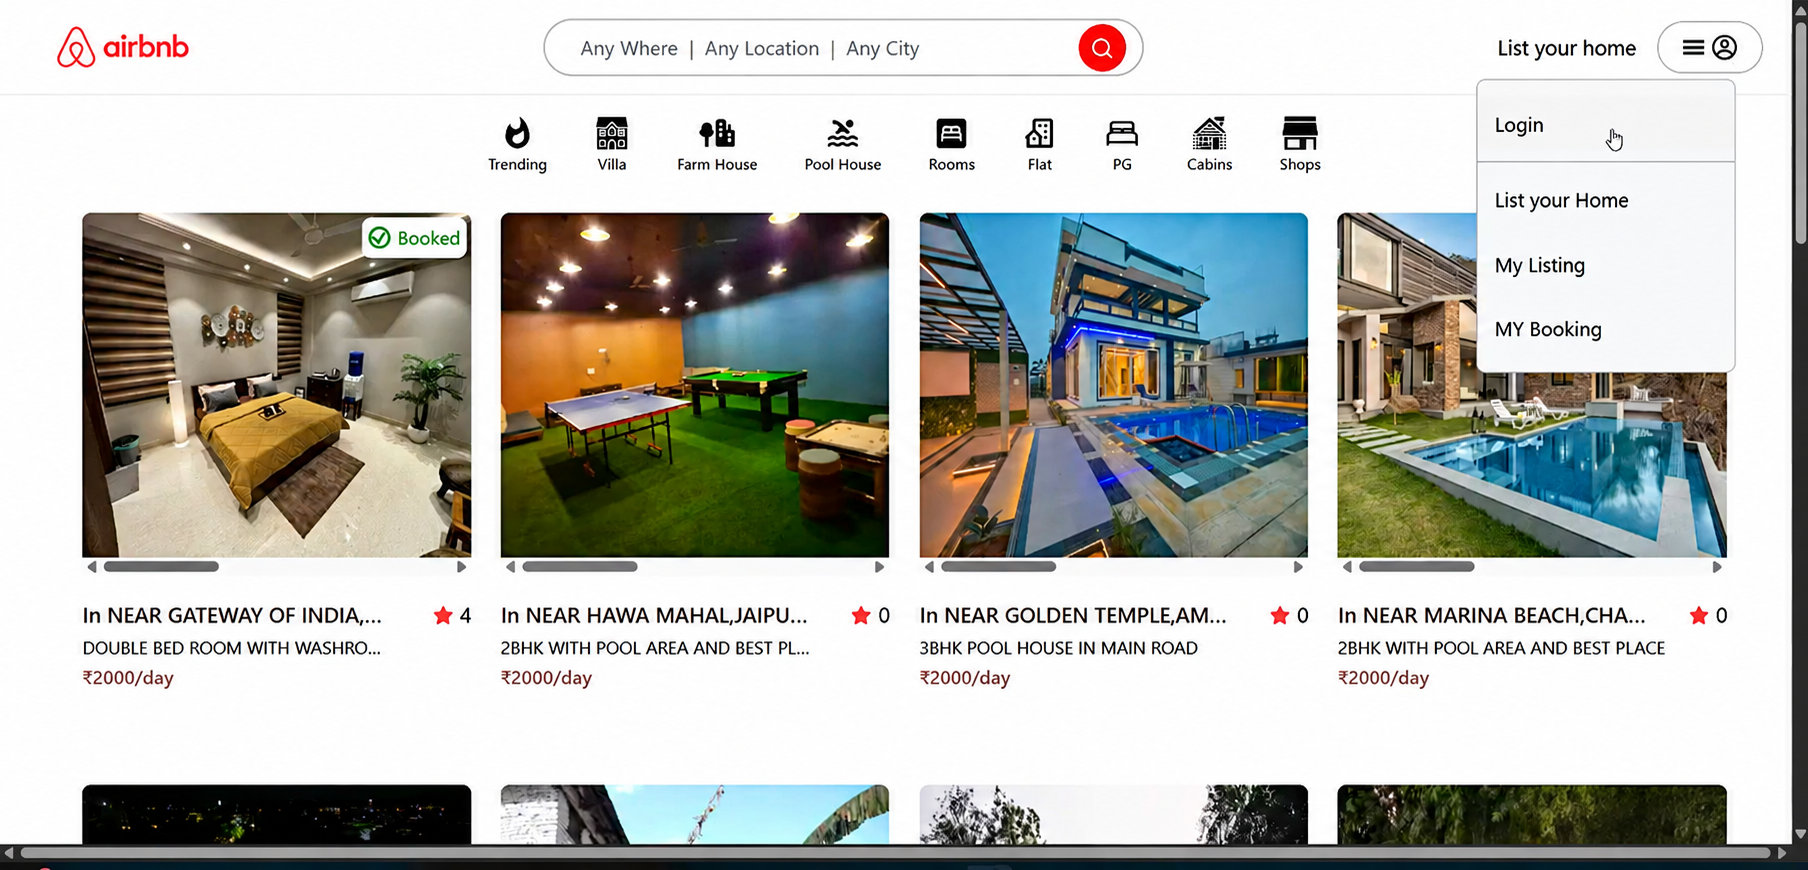 airbnb
Any Where | Any Location | Any City
List your home
Login
List your Home
My Listing
MY Booking
Trending
Villa
Farm House
Pool House
Rooms
Flat
PG
Cabins
Shops
Booked
In NEAR GATEWAY OF INDIA,... 4
DOUBLE BED ROOM WITH WASHRO...
₹2000/day
In NEAR HAWA MAHAL,JAIPU... 0
2BHK WITH POOL AREA AND BEST PL...
₹2000/day
In NEAR GOLDEN TEMPLE,AM... 0
3BHK POOL HOUSE IN MAIN ROAD
₹2000/day
In NEAR MARINA BEACH,CHA... 0
2BHK WITH POOL AREA AND BEST PLACE
₹2000/day